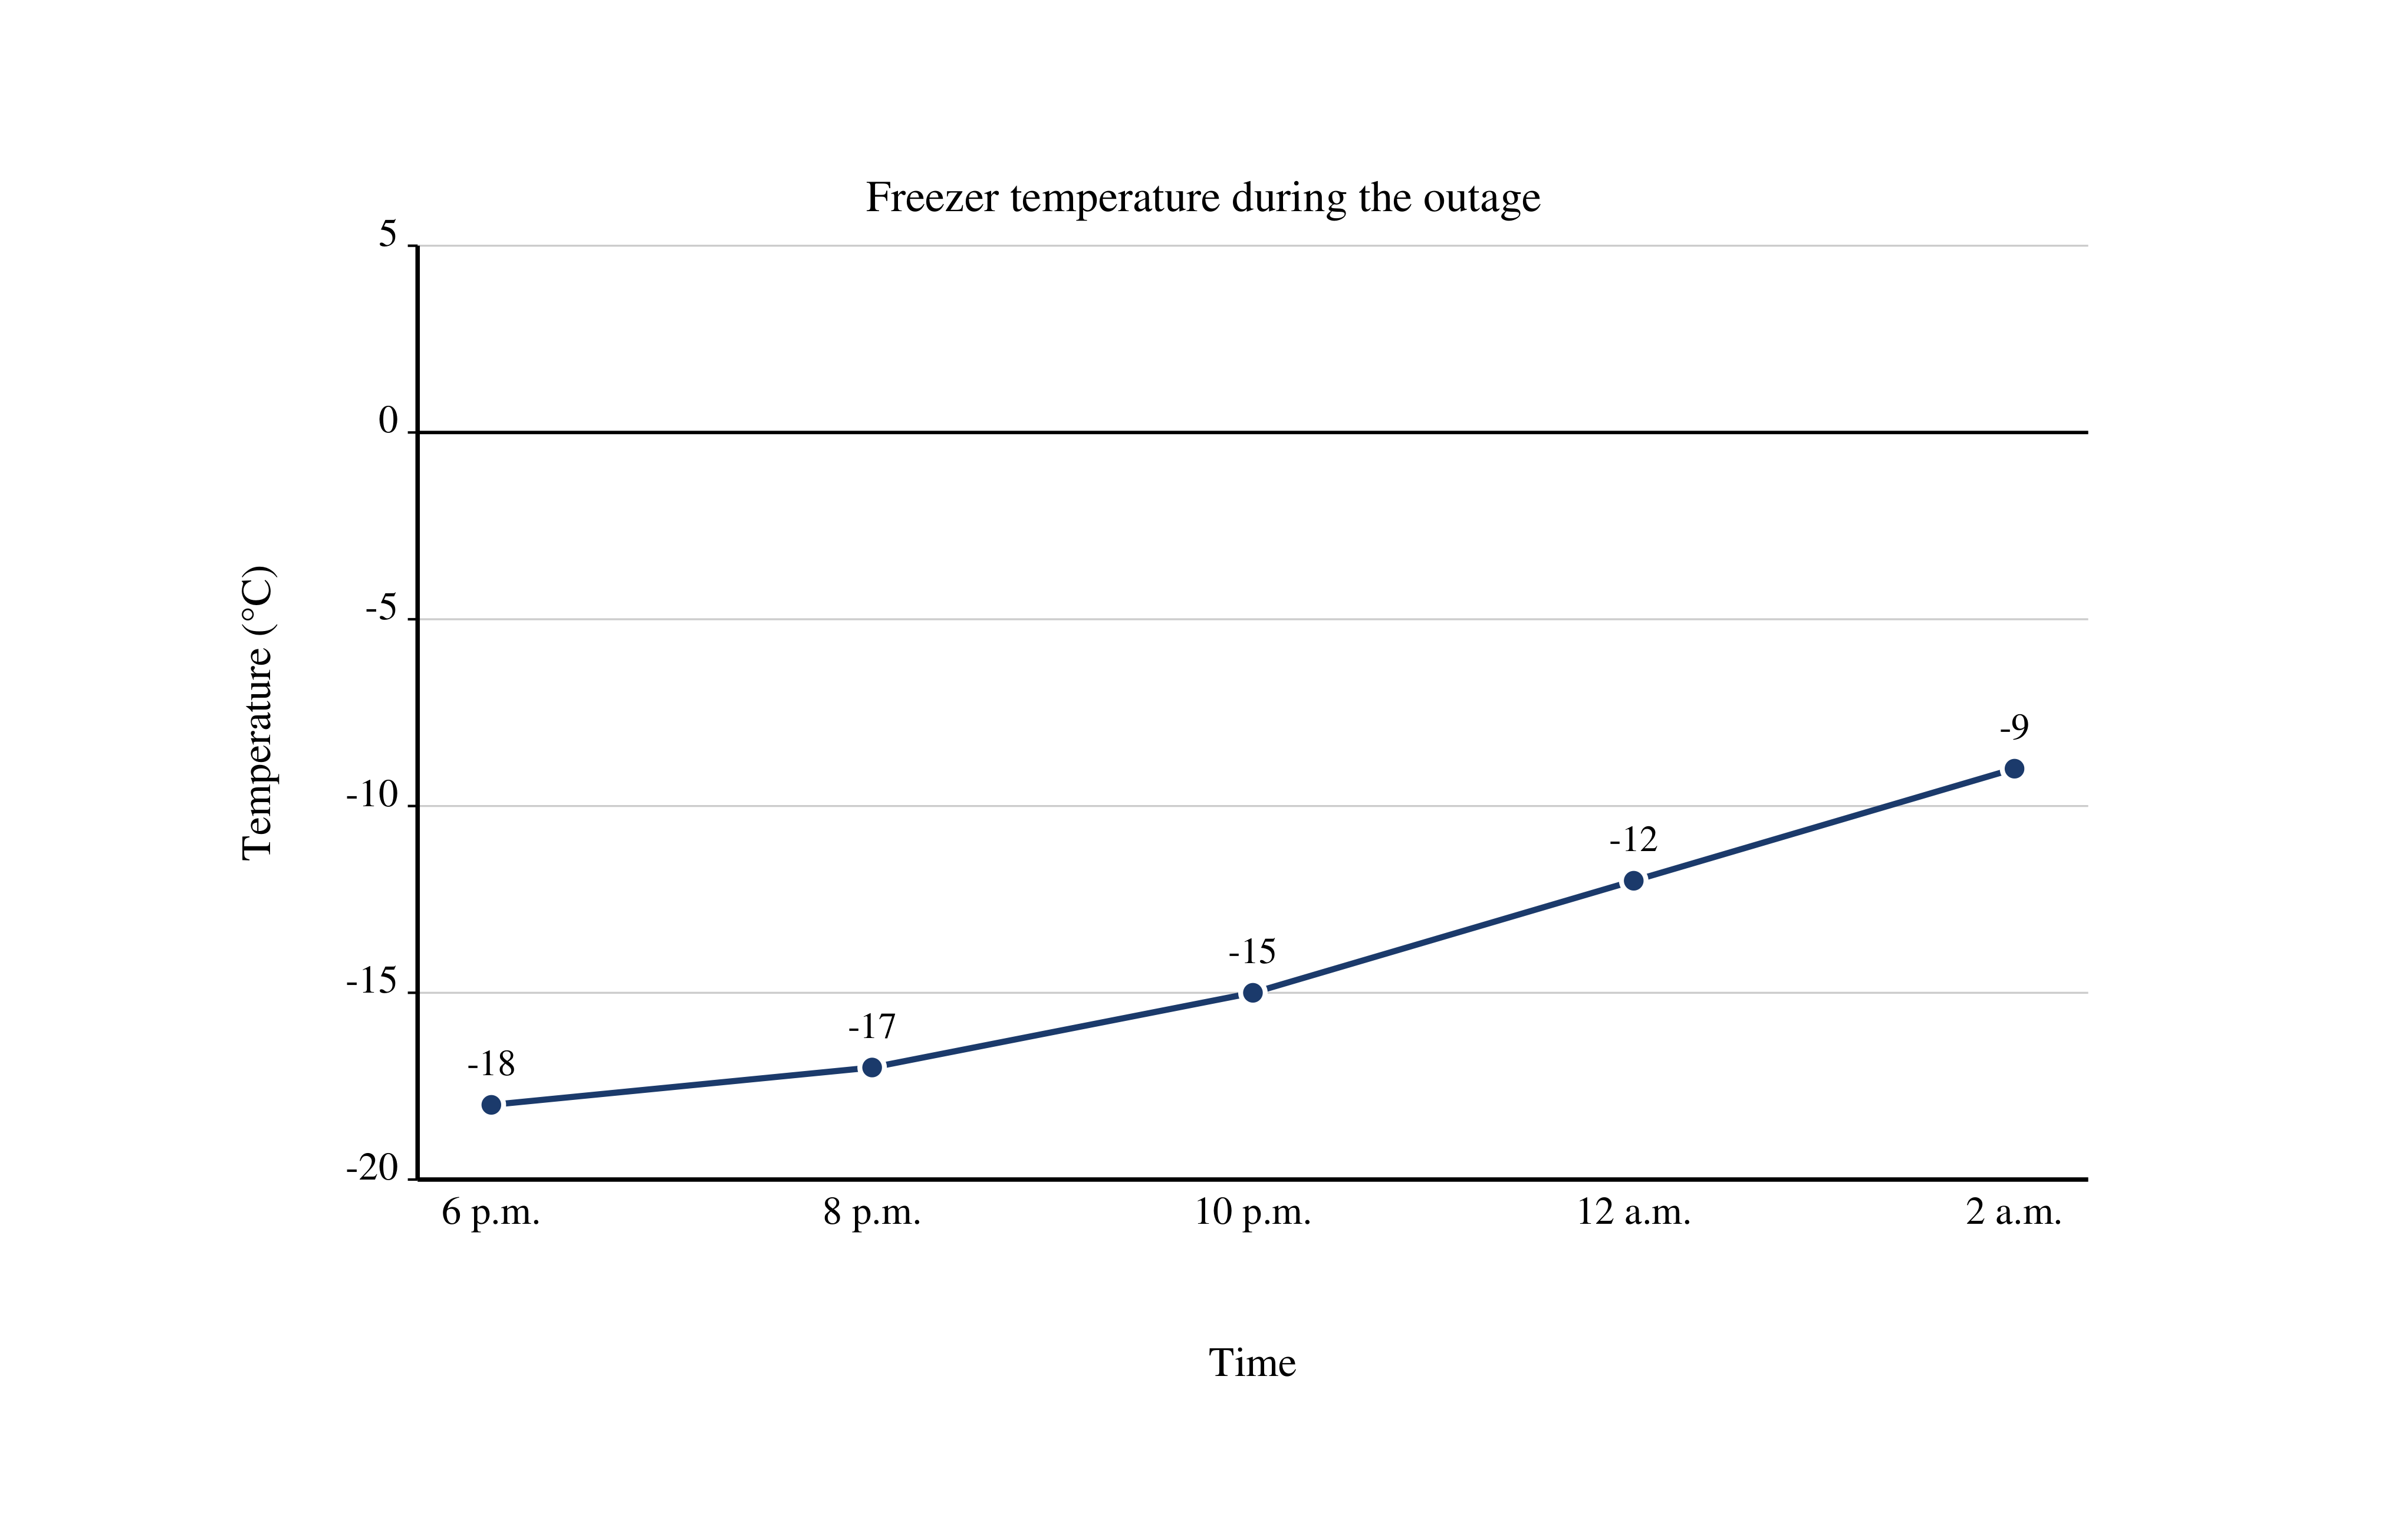 Freezer temperature during the outage
5
0
-5
-10
-15
-20
Temperature (°C)
-18
-17
-15
-12
-9
6 p.m.
8 p.m.
10 p.m.
12 a.m.
2 a.m.
Time